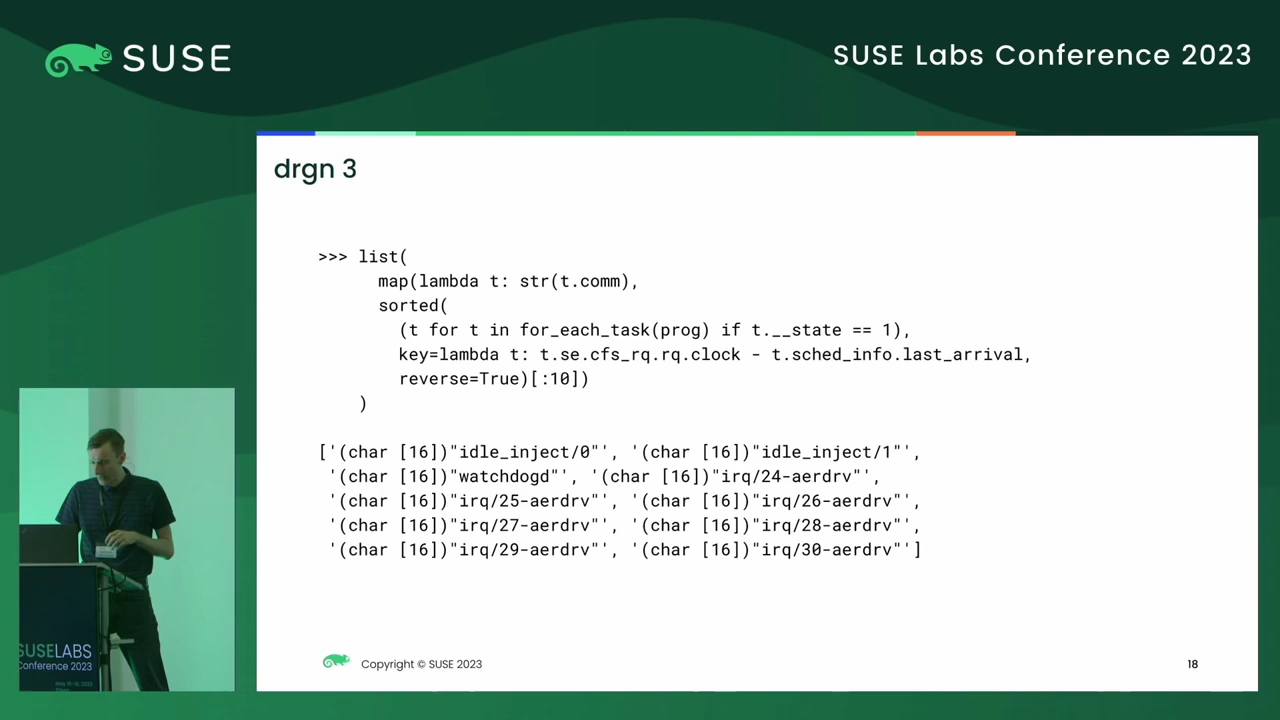 SUSE
SUSE Labs Conference 2023
drgn 3
>>> list(
map(lambda t: str(t.comm),
sorted(
(t for t in for_each_task(prog) if t.__state == 1),
key=lambda t: t.se.cfs_rq.rq.clock - t.sched_info.last_arrival,
reverse=True)[:10])
)
['(char [16])"idle_inject/0"', '(char [16])"idle_inject/1"',
'(char [16])"watchdogd"', '(char [16])"irq/24-aerdrv"',
'(char [16])"irq/25-aerdrv"', '(char [16])"irq/26-aerdrv"',
'(char [16])"irq/27-aerdrv"', '(char [16])"irq/28-aerdrv"',
'(char [16])"irq/29-aerdrv"', '(char [16])"irq/30-aerdrv"']
SUSELABS
Conference 2023
Copyright © SUSE 2023
18